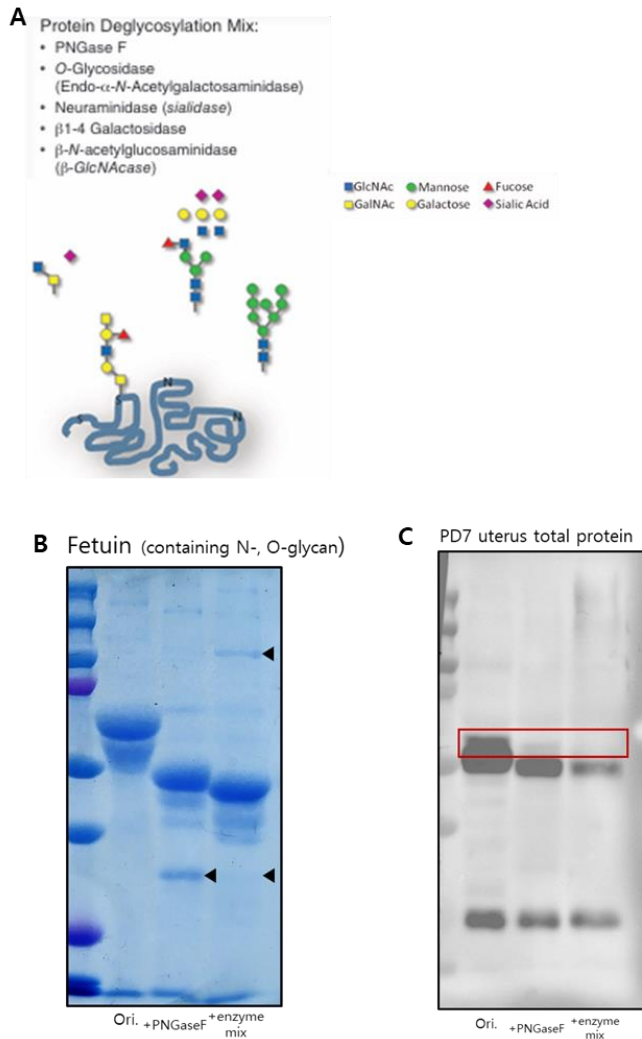 A
Protein Deglycosylation Mix:
• PNGase F
• O-Glycosidase
(Endo-α-N-Acetylgalactosaminidase)
• Neuraminidase (sialidase)
• β1-4 Galactosidase
• β-N-acetylglucosaminidase
(β-GlcNAcase)
GlcNAc Mannose Fucose
GalNAc Galactose Sialic Acid
S S N N
B Fetuin (containing N-, O-glycan)
Ori. +PNGaseF +enzyme
mix
C PD7 uterus total protein
Ori. +PNGaseF +enzyme
mix